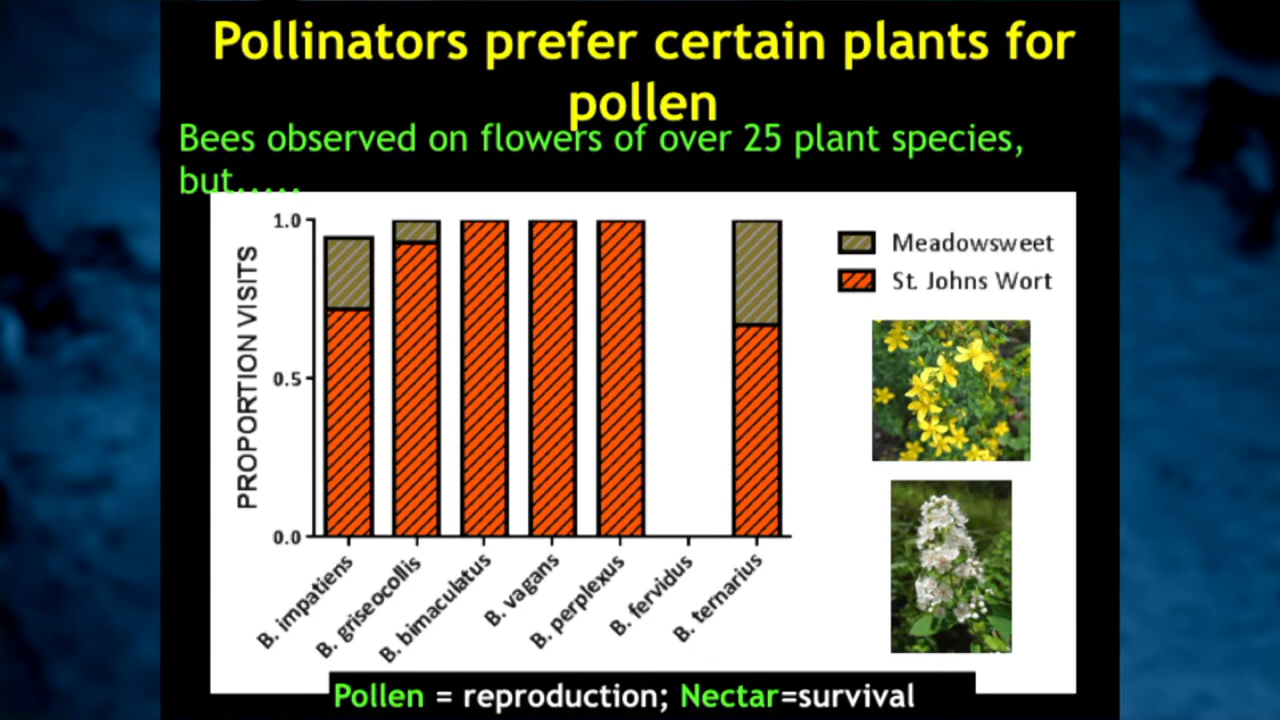 Pollinators prefer certain plants for
pollen
Bees observed on flowers of over 25 plant species,
but.....
1.0
0.5
0.0
PROPORTION VISITS
Meadowsweet
St. Johns Wort
B. impatiens
B. griseocollis
B. bimaculatus
B. vagans
B. perplexus
B. fervidus
B. ternarius
Pollen = reproduction; Nectar=survival